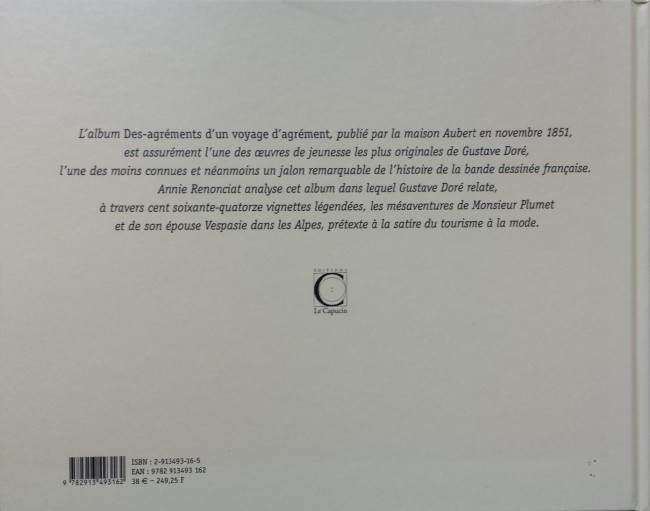 L'album Des-agréments d'un voyage d'agrément, publié par la maison Aubert en novembre 1851,
est assurément l'une des œuvres de jeunesse les plus originales de Gustave Doré,
l'une des moins connues et néanmoins un jalon remarquable de l'histoire de la bande dessinée française.
Annie Renonciat analyse cet album dans lequel Gustave Doré relate,
à travers cent soixante-quatorze vignettes légendées, les mésaventures de Monsieur Plumet
et de son épouse Vespasie dans les Alpes, prétexte à la satire du tourisme à la mode.
EDITIONS
C
Le Capucin
ISBN : 2-913493-16-5
EAN : 9782 913493 162
38 € – 249,25 F
9 782913 493162